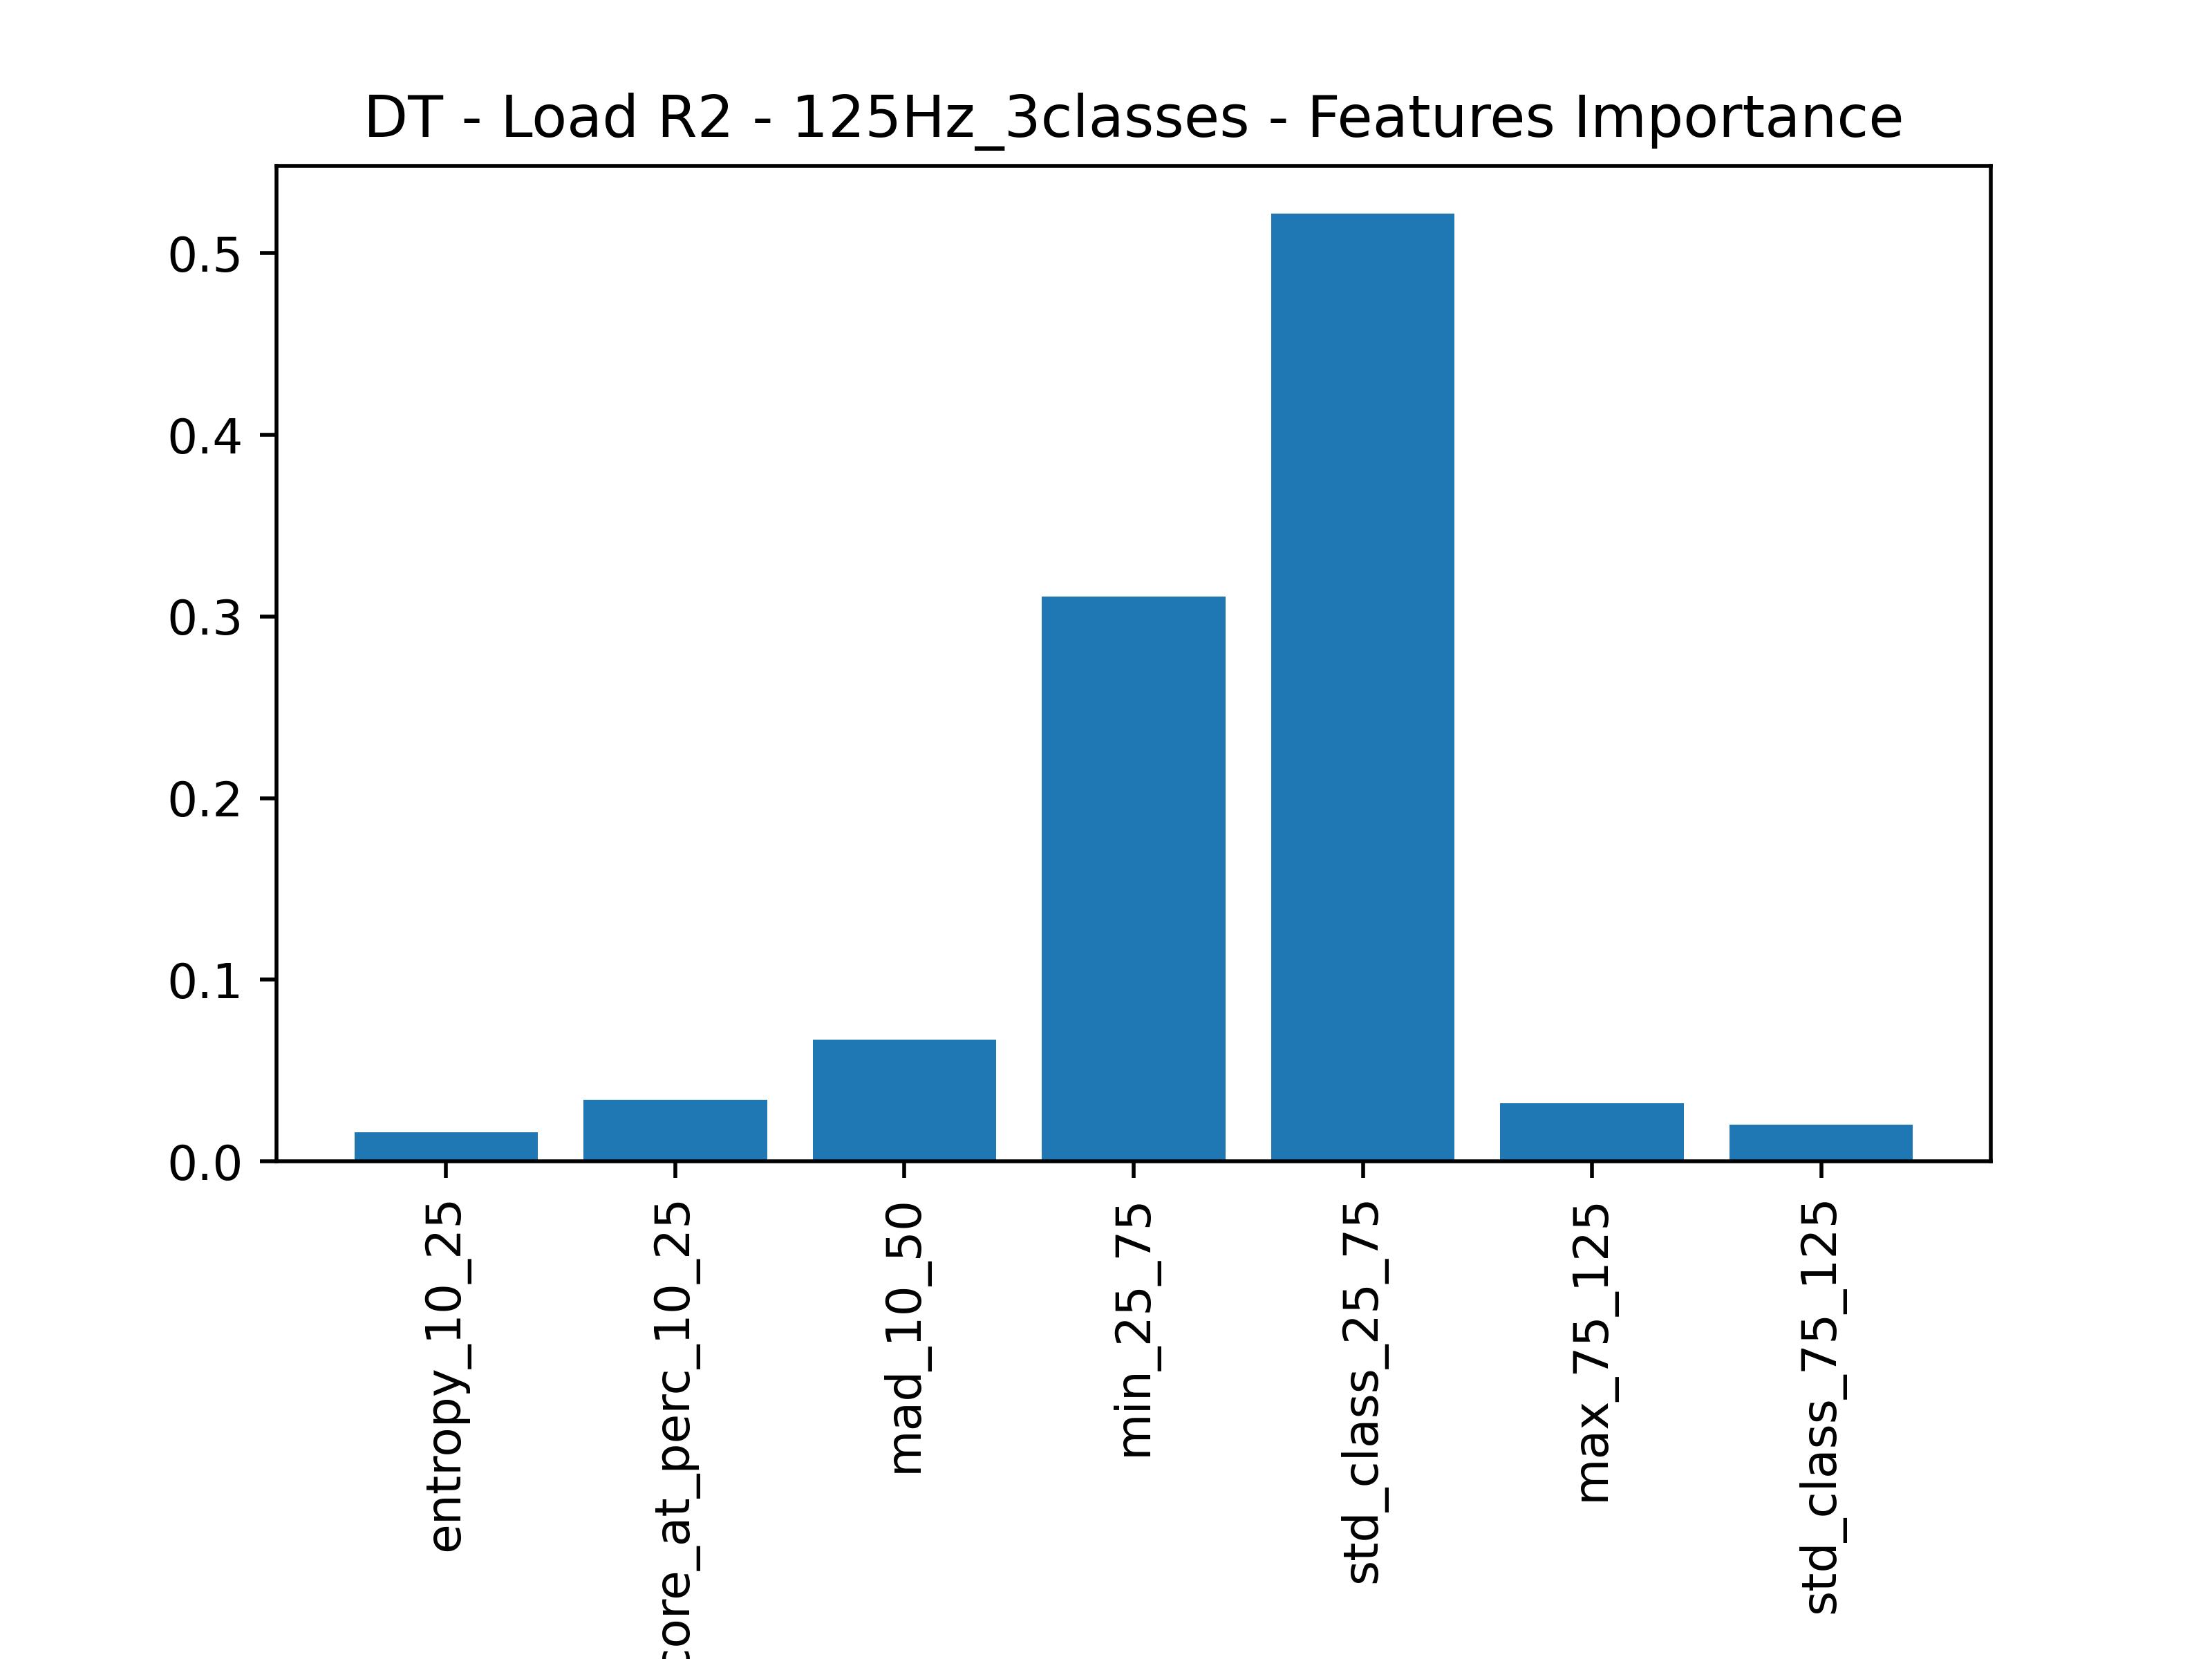 DT - Load R2 - 125Hz_3classes - Features Importance
0.5
0.4
0.3
0.2
0.1
0.0
entropy_10_25
core_at_perc_10_25
mad_10_50
min_25_75
std_class_25_75
max_75_125
std_class_75_125